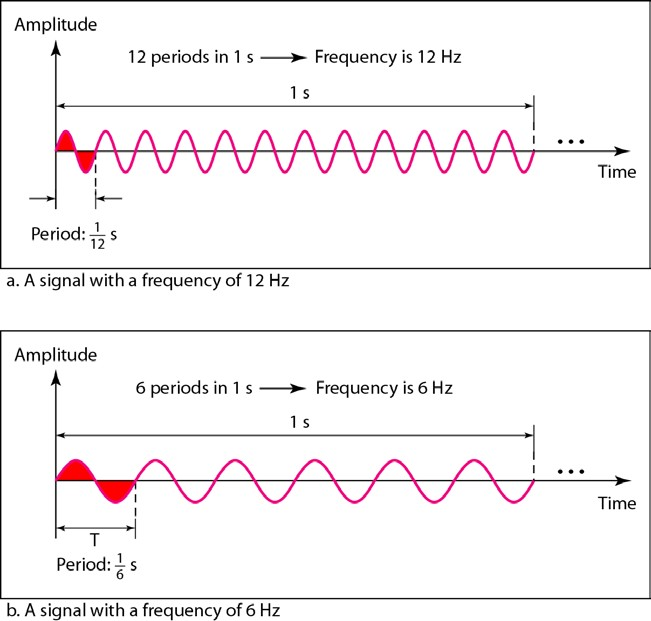 Amplitude
12 periods in 1 s → Frequency is 12 Hz
1 s
•••
Time
Period: 1/12 s
a. A signal with a frequency of 12 Hz
Amplitude
6 periods in 1 s → Frequency is 6 Hz
1 s
•••
Time
T
Period: 1/6 s
b. A signal with a frequency of 6 Hz